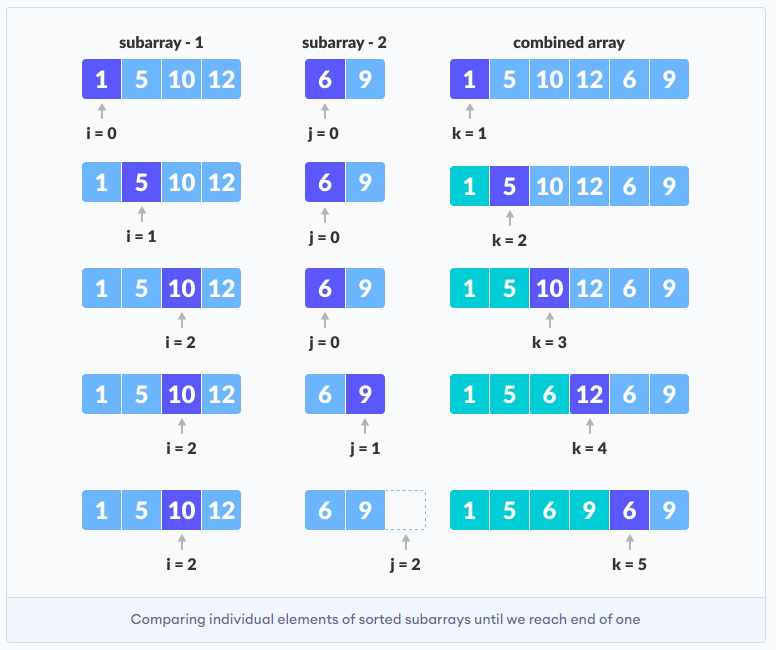 subarray - 1 subarray - 2 combined array
1 5 10 12 6 9 1 5 10 12 6 9
i = 0 j = 0 k = 1
1 5 10 12 6 9 1 5 10 12 6 9
i = 1 j = 0 k = 2
1 5 10 12 6 9 1 5 10 12 6 9
i = 2 j = 0 k = 3
1 5 10 12 6 9 1 5 6 12 6 9
i = 2 j = 1 k = 4
1 5 10 12 6 9 1 5 6 9 6 9
i = 2 j = 2 k = 5
Comparing individual elements of sorted subarrays until we reach end of one